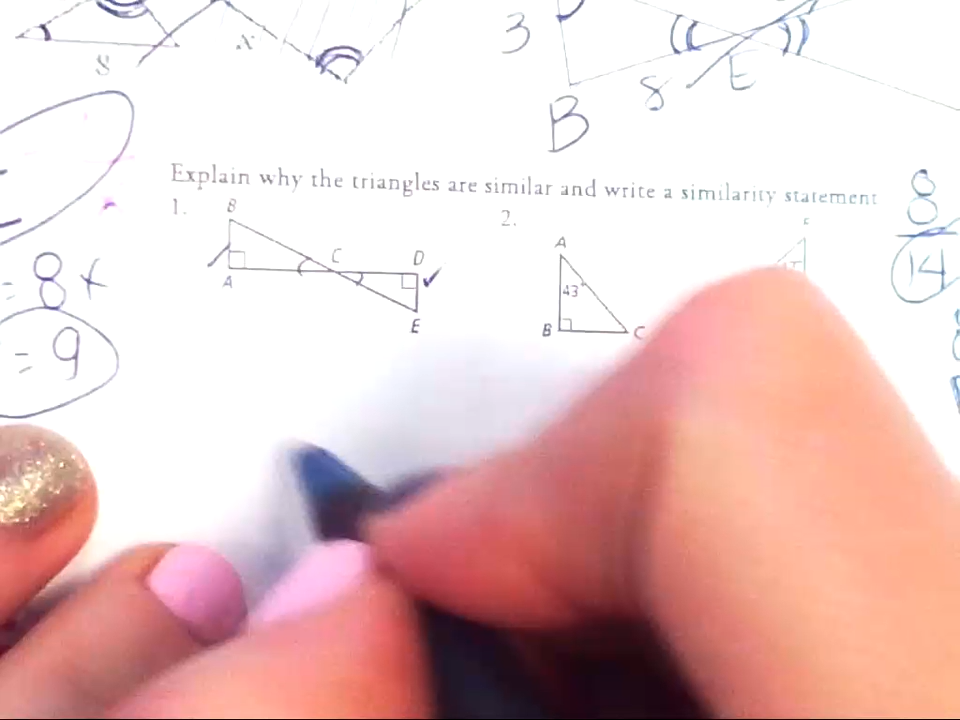 8 x 3
8 E
B
Explain why the triangles are similar and write a similarity statement
1. B 2.
C D A
A 43° 14
= 8x
E B C
= 9
8